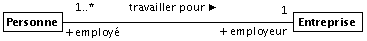 1..* travailler pour ► 1
Personne Entreprise
+employé +employeur